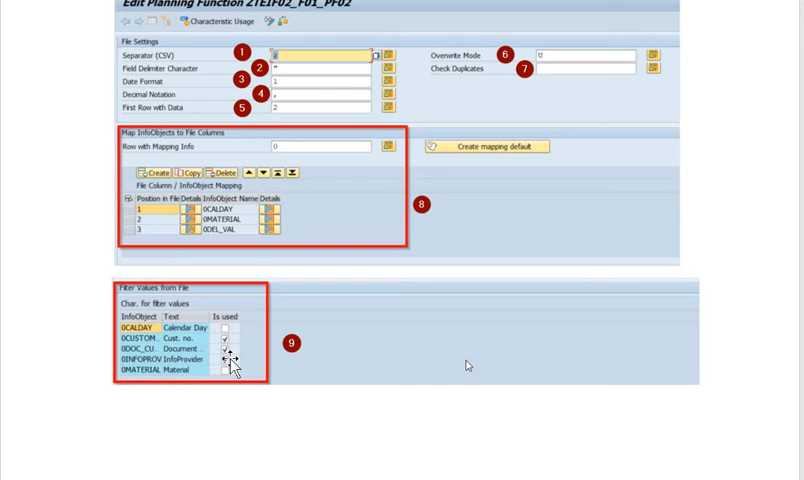 Edit Planning Function ZTEIF02_F01_PF02
Characteristic Usage
File Settings
Separator (CSV) 1 ; Overwrite Mode 6 U
Field Delimiter Character 2 " Check Duplicates 7
Date Format 3 1
Decimal Notation 4 ,
First Row with Data 5 2
Map InfoObjects to File Columns
Row with Mapping Info 0 Create mapping default
Create Copy Delete
File Column / InfoObject Mapping
Position in File Details InfoObject Name Details
1 0CALDAY
2 0MATERIAL
3 0DEL_VAL
8
Filter Values from File
Char. for filter values
InfoObject Text Is used
0CALDAY Calendar Day
0CUSTOM.. Cust. no.
0DOC_CU.. Document ..
0INFOPROV InfoProvider
0MATERIAL Material
9